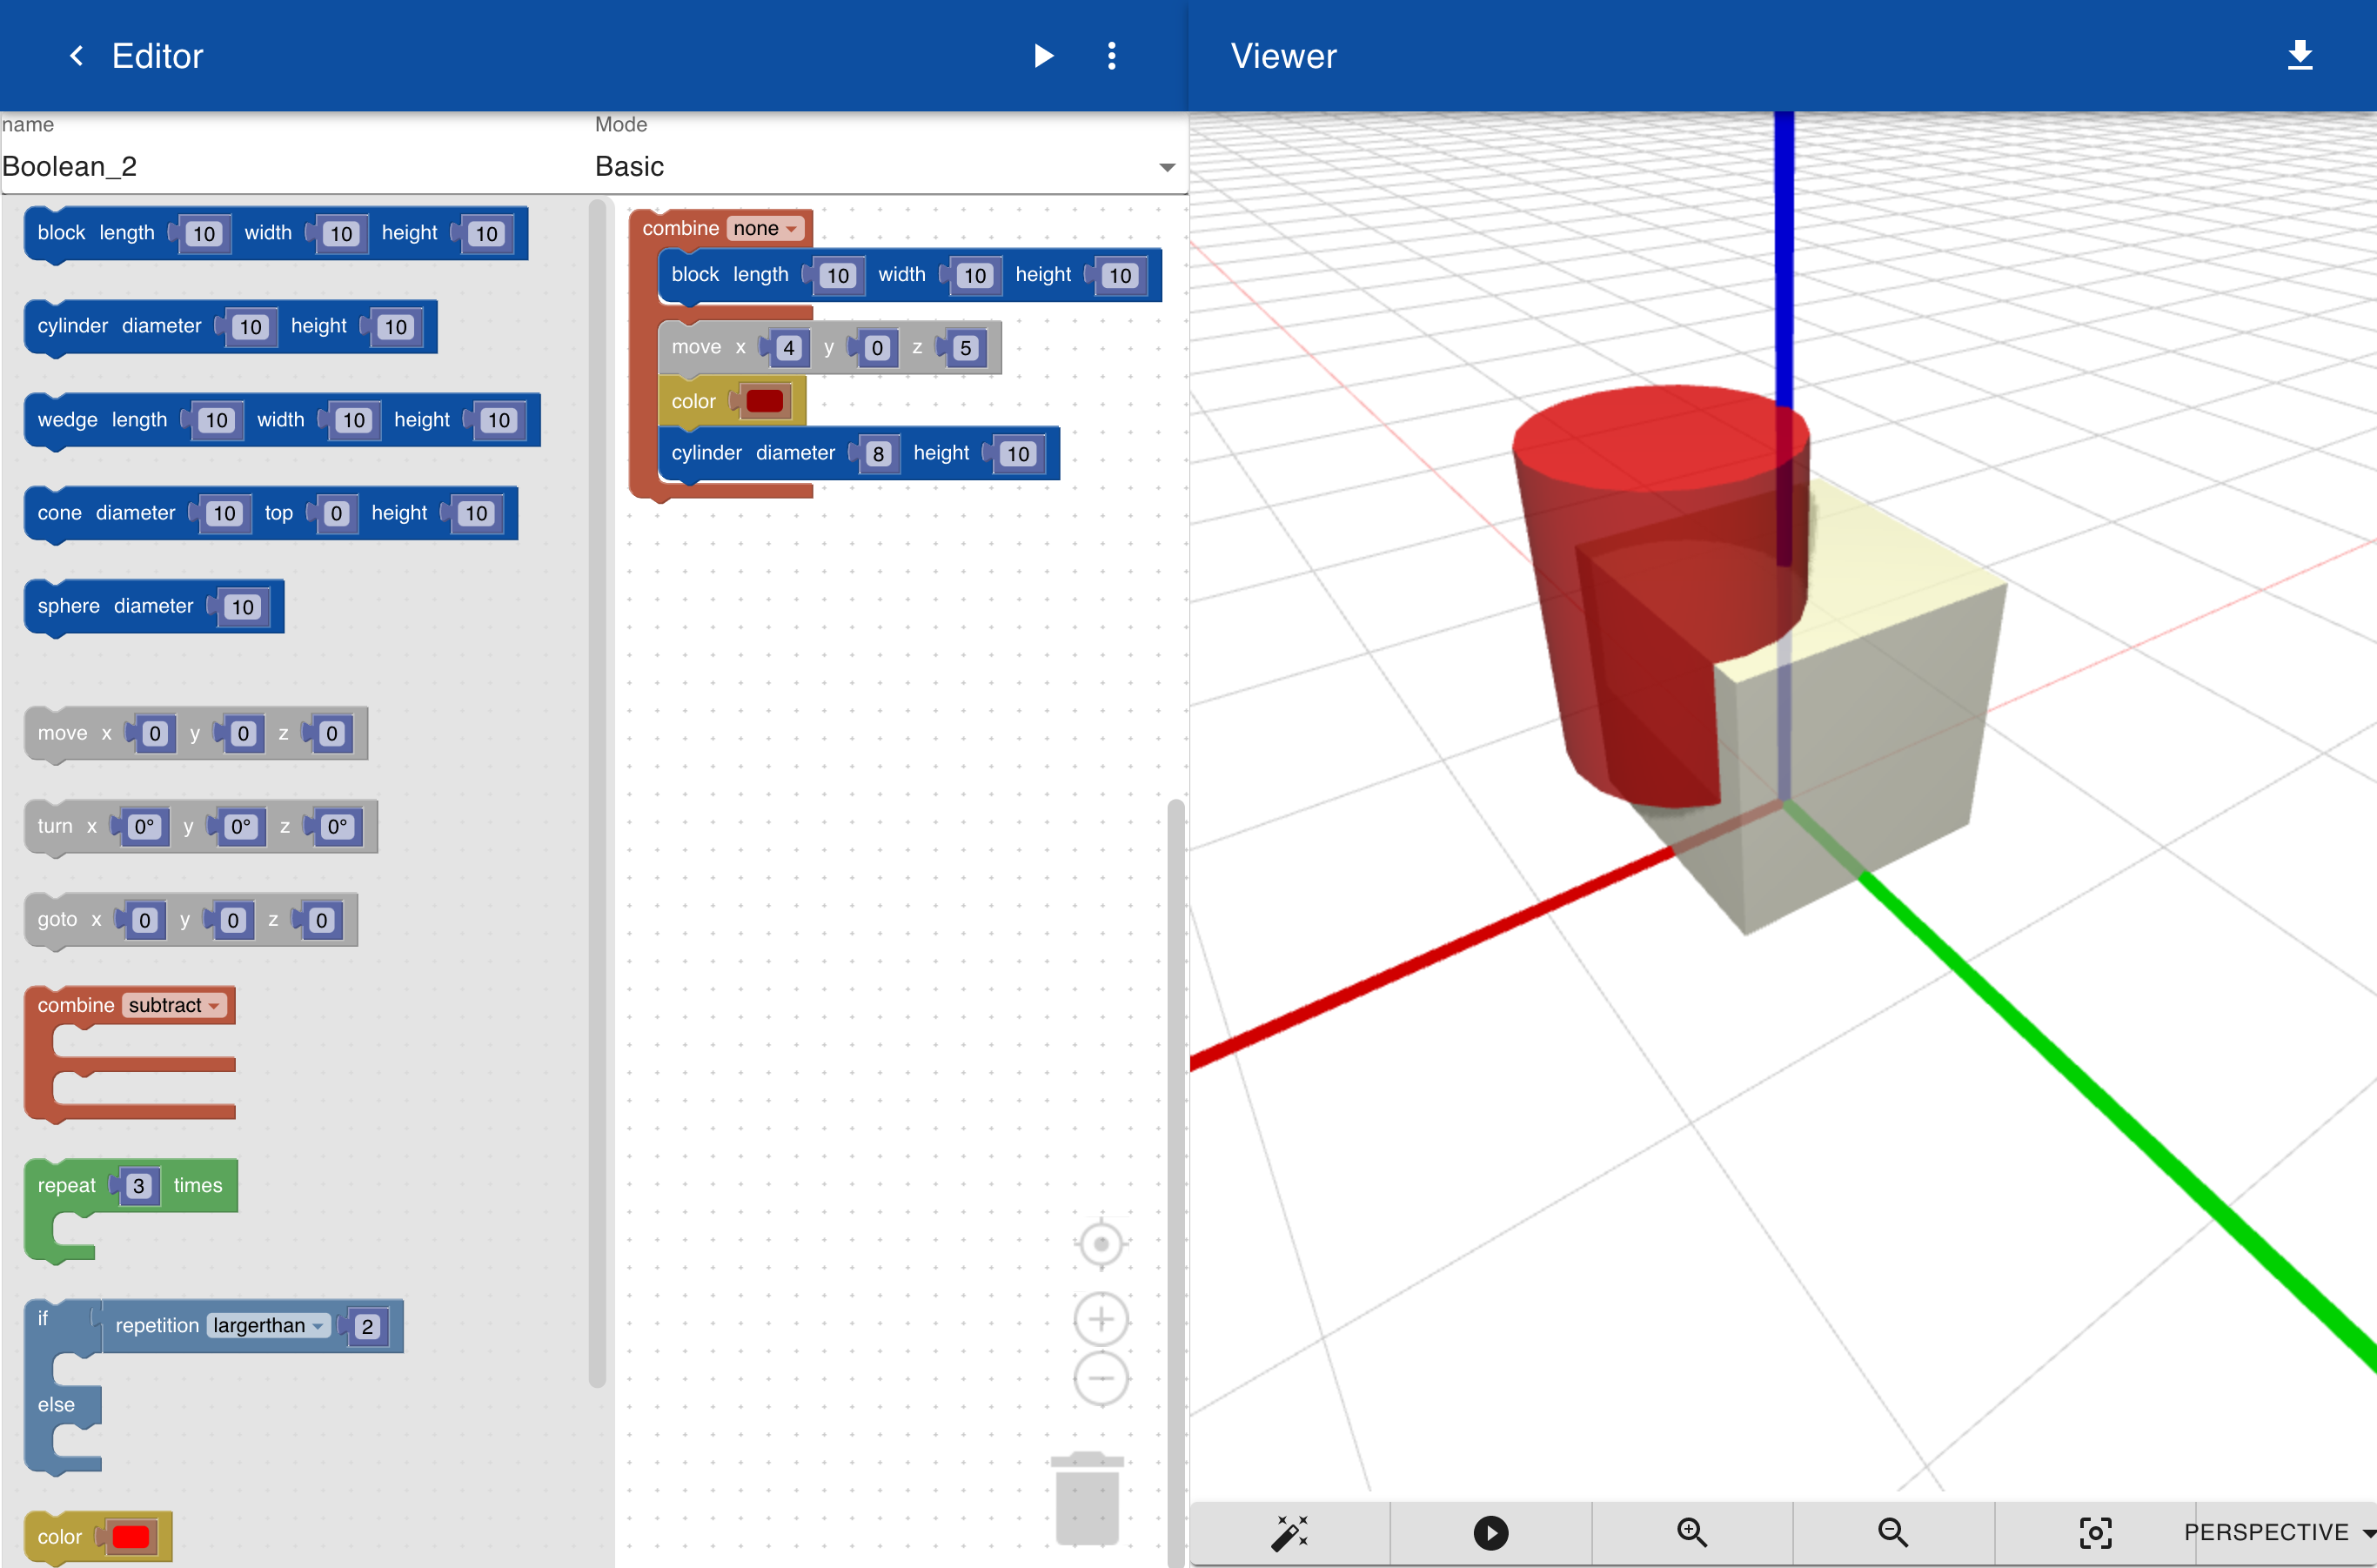 Editor
Viewer
name
Mode
Boolean_2
Basic
block length 10 width 10 height 10
cylinder diameter 10 height 10
wedge length 10 width 10 height 10
cone diameter 10 top 0 height 10
sphere diameter 10
move x 0 y 0 z 0
turn x 0° y 0° z 0°
goto x 0 y 0 z 0
combine subtract
repeat 3 times
if repetition largerthan 2
else
color
combine none
block length 10 width 10 height 10
move x 4 y 0 z 5
color
cylinder diameter 8 height 10
PERSPECTIVE